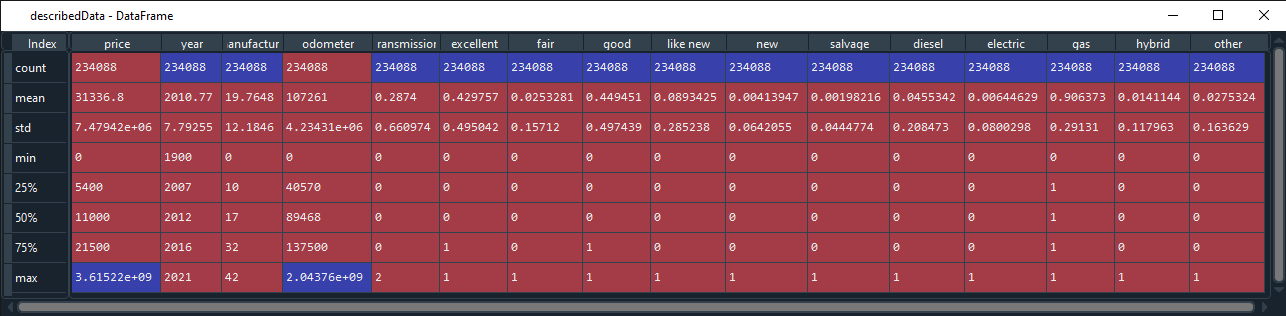 describedData - DataFrame
Index price year anufactur odometer ransmission excellent fair good like new new salvage diesel electric gas hybrid other
count 234088 234088 234088 234088 234088 234088 234088 234088 234088 234088 234088 234088 234088 234088 234088 234088
mean 31336.8 2010.77 19.7648 107261 0.2874 0.429757 0.0253281 0.449451 0.0893425 0.00413947 0.00198216 0.0455342 0.00644629 0.906373 0.0141144 0.0275324
std 7.47942e+06 7.79255 12.1846 4.23431e+06 0.660974 0.495042 0.15712 0.497439 0.285238 0.0642055 0.0444774 0.208473 0.0800298 0.29131 0.117963 0.163629
min 0 1900 0 0 0 0 0 0 0 0 0 0 0 0 0 0
25% 5400 2007 10 40570 0 0 0 0 0 0 0 0 0 1 0 0
50% 11000 2012 17 89468 0 0 0 0 0 0 0 0 0 1 0 0
75% 21500 2016 32 137500 0 1 0 1 0 0 0 0 0 1 0 0
max 3.61522e+09 2021 42 2.04376e+09 2 1 1 1 1 1 1 1 1 1 1 1